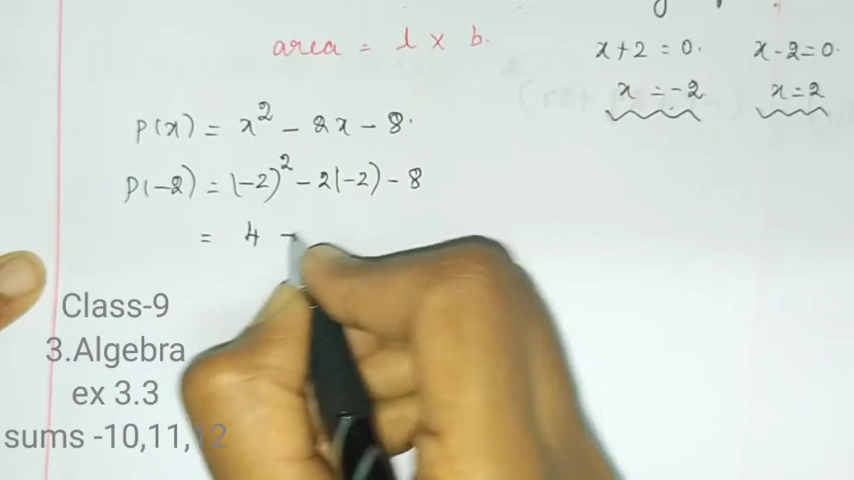 area = l x b.
x+2 = 0.
x-2=0.
x = -2
x = 2
P(x) = x² - 2x - 8.
P(-2) = (-2)² - 2(-2) - 8
= 4 -
Class-9
3.Algebra
ex 3.3
sums -10,11,12